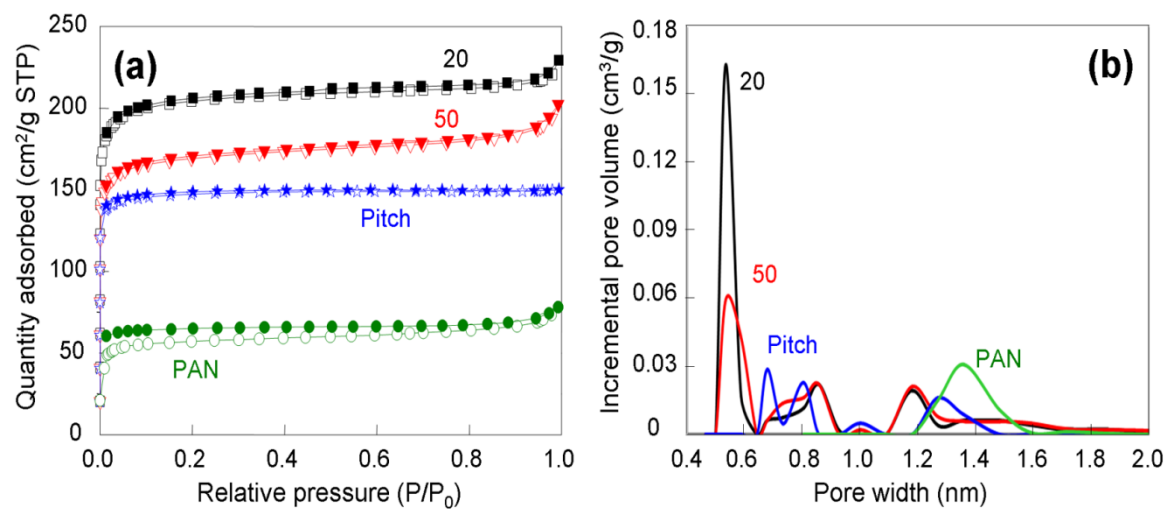 250
200
150
100
50
0
Quantity adsorbed (cm²/g STP)
(a)
20
50
Pitch
PAN
0.0 0.2 0.4 0.6 0.8 1.0
Relative pressure (P/P₀)
0.18
0.15
0.12
0.09
0.06
0.03
0
Incremental pore volume (cm³/g)
(b)
20
50
Pitch
PAN
0.4 0.6 0.8 1.0 1.2 1.4 1.6 1.8 2.0
Pore width (nm)